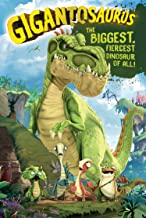 GIGANTOSAURUS
THE
BIGGEST,
FIERCEST
DINOSAUR
OF ALL!